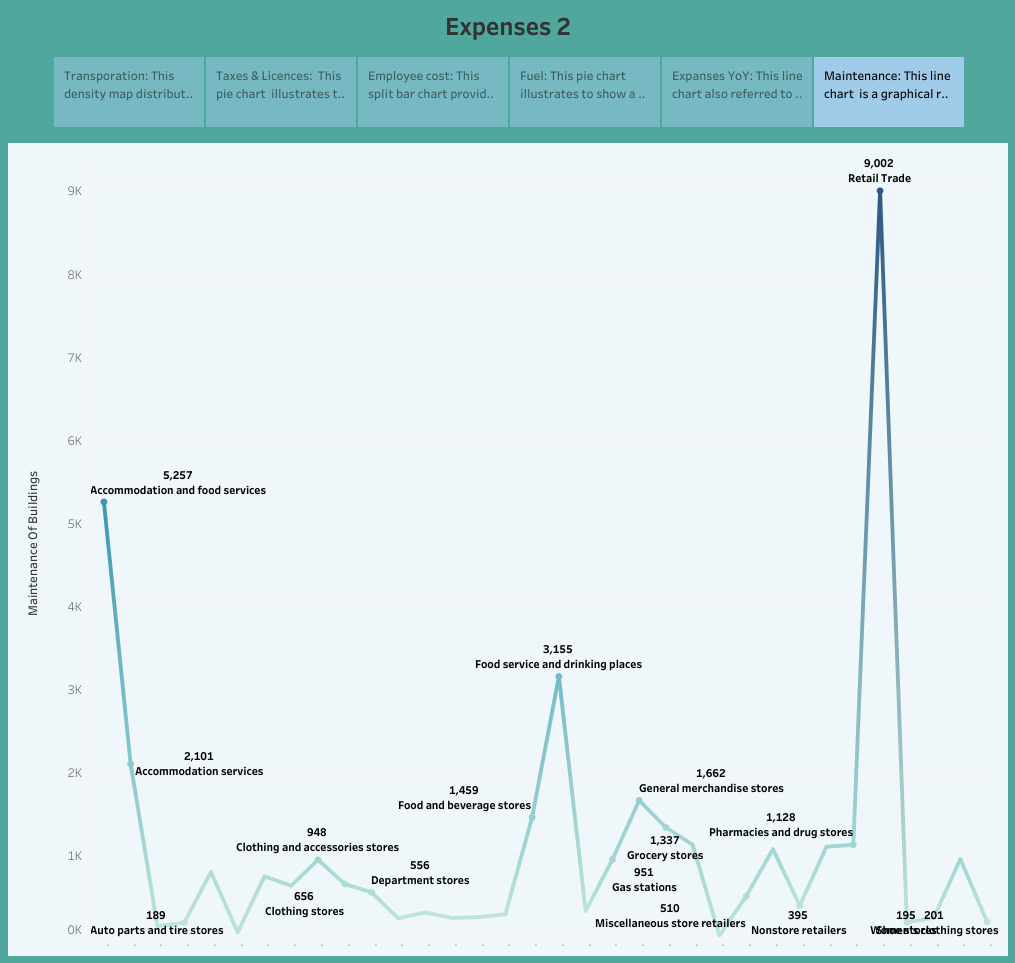 Expenses 2
Transporation: This
density map distribut..
Taxes & Licences: This
pie chart illustrates t..
Employee cost: This
split bar chart provid..
Fuel: This pie chart
illustrates to show a ..
Expanses YoY: This line
chart also referred to ..
Maintenance: This line
chart is a graphical r..
9,002
Retail Trade
9K
8K
7K
6K
5,257
Accommodation and food services
Maintenance Of Buildings
5K
4K
3,155
Food service and drinking places
3K
2,101
Accommodation services
2K
1,662
General merchandise stores
1,459
Food and beverage stores
1,128
Pharmacies and drug stores
948
Clothing and accessories stores
1,337
Grocery stores
1K
556
Department stores
951
Gas stations
656
Clothing stores
510
Miscellaneous store retailers
189
Auto parts and tire stores
395
Nonstore retailers
195
201
clothing stores
0K